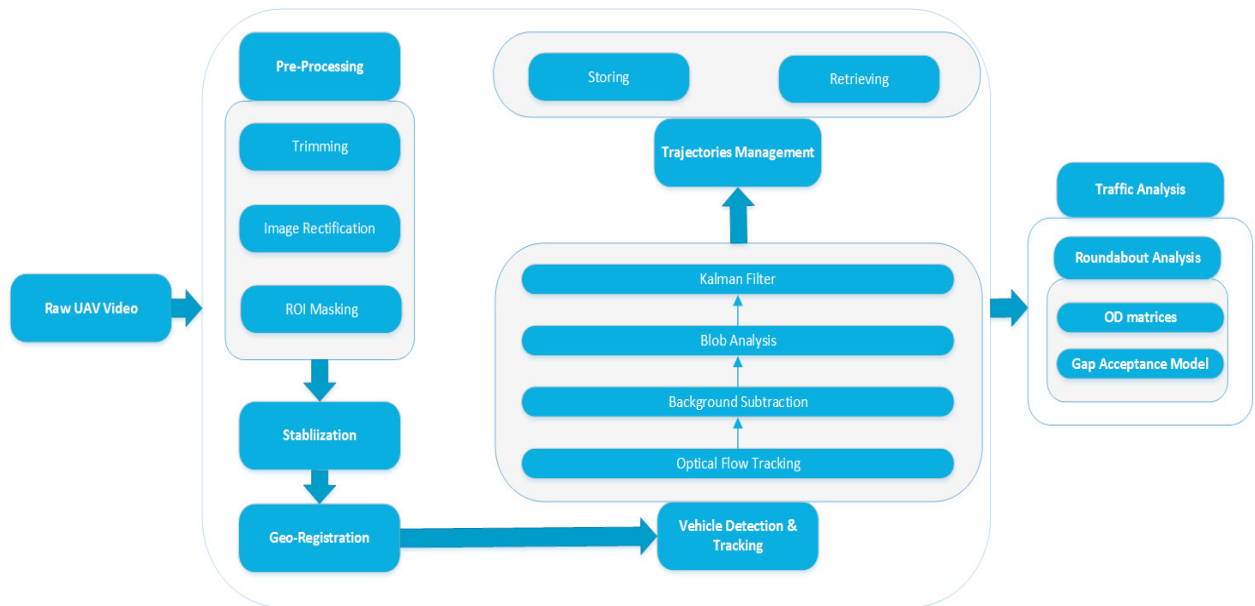 Raw UAV Video
Pre-Processing
Trimming
Image Rectification
ROI Masking
Stabliization
Geo-Registration
Vehicle Detection &
Tracking
Optical Flow Tracking
Background Subtraction
Blob Analysis
Kalman Filter
Trajectories Management
Storing
Retrieving
Traffic Analysis
Roundabout Analysis
OD matrices
Gap Acceptance Model